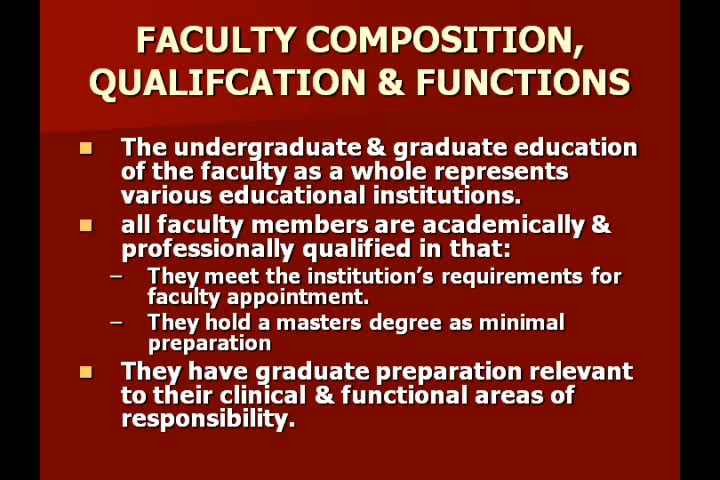 FACULTY COMPOSITION,
QUALIFCATION & FUNCTIONS
■ The undergraduate & graduate education
of the faculty as a whole represents
various educational institutions.
■ all faculty members are academically &
professionally qualified in that:
– They meet the institution's requirements for
faculty appointment.
– They hold a masters degree as minimal
preparation
■ They have graduate preparation relevant
to their clinical & functional areas of
responsibility.